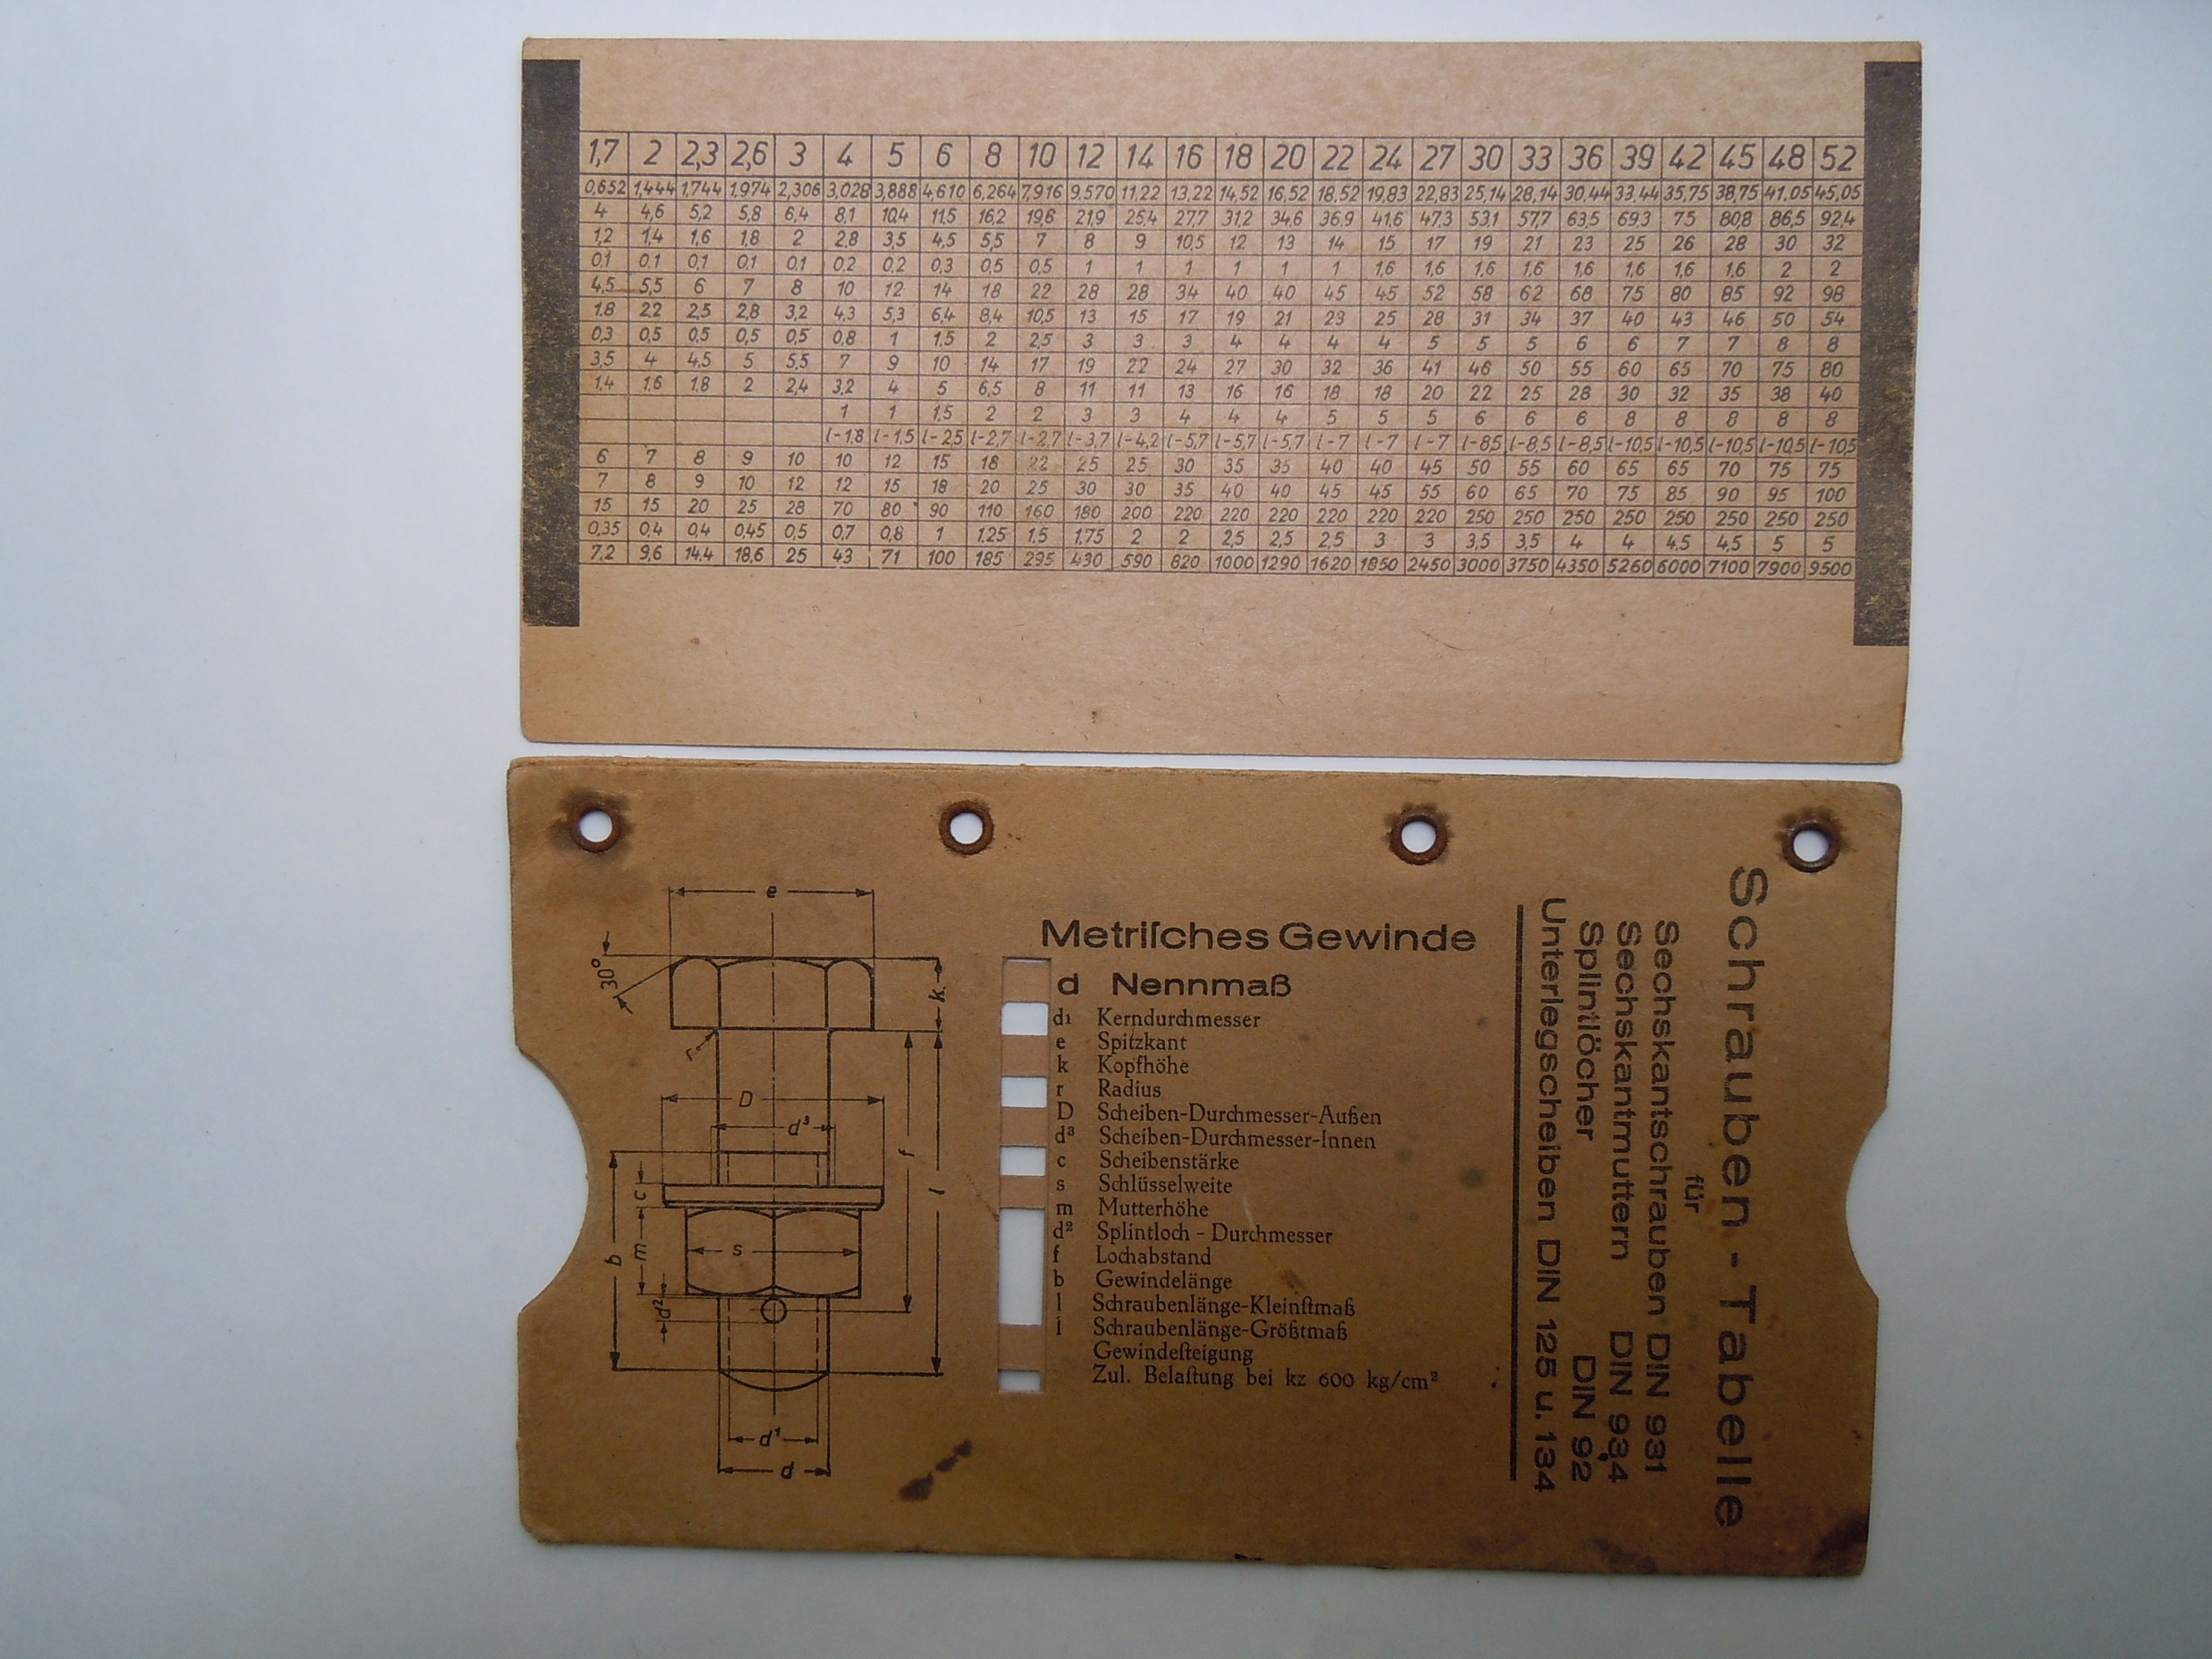 1,7 2 2,3 2,6 3 4 5 6 8 10 12 14 16 18 20 22 24 27 30 33 36 39 42 45 48 52
0,652 1,444 1,744 1,974 2,306 3,028 3,888 4,610 6,264 7,916 9,570 11,22 13,22 14,52 16,52 18,52 19,83 22,83 25,14 28,14 30,44 33,44 35,75 38,75 41,05 45,05
4 4,6 5,2 5,8 6,4 8,1 10,4 11,5 16,2 19,6 21,9 25,4 27,7 31,2 34,6 36,9 41,6 47,3 53,1 57,7 63,5 69,3 75 80,8 86,5 92,4
1,2 1,4 1,6 1,8 2 2,8 3,5 4,5 5,5 7 8 9 10,5 12 13 14 15 17 19 21 23 25 26 28 30 32
0,1 0,1 0,1 0,1 0,1 0,2 0,2 0,3 0,5 0,5 1 1 1 1 1 1 1,6 1,6 1,6 1,6 1,6 1,6 1,6 1,6 2 2
4,5 5,5 6 7 8 10 12 14 18 22 28 28 34 40 40 45 45 52 58 62 68 75 80 85 92 98
1,8 2,2 2,5 2,8 3,2 4,3 5,3 6,4 8,4 10,5 13 15 17 19 21 23 25 28 31 34 37 40 43 46 50 54
0,3 0,5 0,5 0,5 0,5 0,8 1 1,5 2 2,5 3 3 3 4 4 4 4 5 5 5 6 6 7 7 8 8
3,5 4 4,5 5 5,5 7 9 10 14 17 19 22 24 27 30 32 36 41 46 50 55 60 65 70 75 80
1,4 1,6 1,8 2 2,4 3,2 4 5 6,5 8 11 11 13 16 16 18 18 20 22 25 28 30 32 35 38 40
1 1 1,5 2 2 3 3 4 4 4 5 5 5 6 6 6 8 8 8 8 8
l-1,8 l-1,5 l-2,5 l-2,7 l-2,7 l-3,7 l-4,2 l-5,7 l-5,7 l-5,7 l-7 l-7 l-7 l-8,5 l-8,5 l-8,5 l-10,5 l-10,5 l-10,5 l-10,5 l-10,5
6 7 8 9 10 10 12 15 18 22 25 25 30 35 35 40 40 45 50 55 60 65 65 70 75 75
7 8 9 10 12 12 15 18 20 25 30 30 35 40 40 45 45 55 60 65 70 75 85 90 95 100
15 15 20 25 28 70 80 90 110 160 180 200 220 220 220 220 220 220 250 250 250 250 250 250 250 250
0,35 0,4 0,4 0,45 0,5 0,7 0,8 1 1,25 1,5 1,75 2 2 2,5 2,5 2,5 3 3 3,5 3,5 4 4 4,5 4,5 5 5
7,2 9,6 14,4 18,6 25 43 71 100 185 295 430 590 820 1000 1290 1620 1850 2450 3000 3750 4350 5260 6000 7100 7900 9500
e
30°
k
r
D
d³
f
l
c
b
m
s
d²
d¹
d
Metriſches Gewinde
d Nennmaß
d1 Kerndurchmesser
e Spitzkant
k Kopfhöhe
r Radius
D Scheiben-Durchmesser-Außen
d³ Scheiben-Durchmesser-Innen
c Scheibenstärke
s Schlüsselweite
m Mutterhöhe
d² Splintloch - Durchmesser
f Lochabstand
b Gewindelänge
l Schraubenlänge-Kleinſtmaß
l Schraubenlänge-Größtmaß
Gewindeſteigung
Zul. Belaſtung bei kz 600 kg/cm²
Schrauben - Tabelle
für
Sechskantschrauben DIN 931
Sechskantmuttern DIN 934
Splintlöcher DIN 92
Unterlegscheiben DIN 125 u. 134